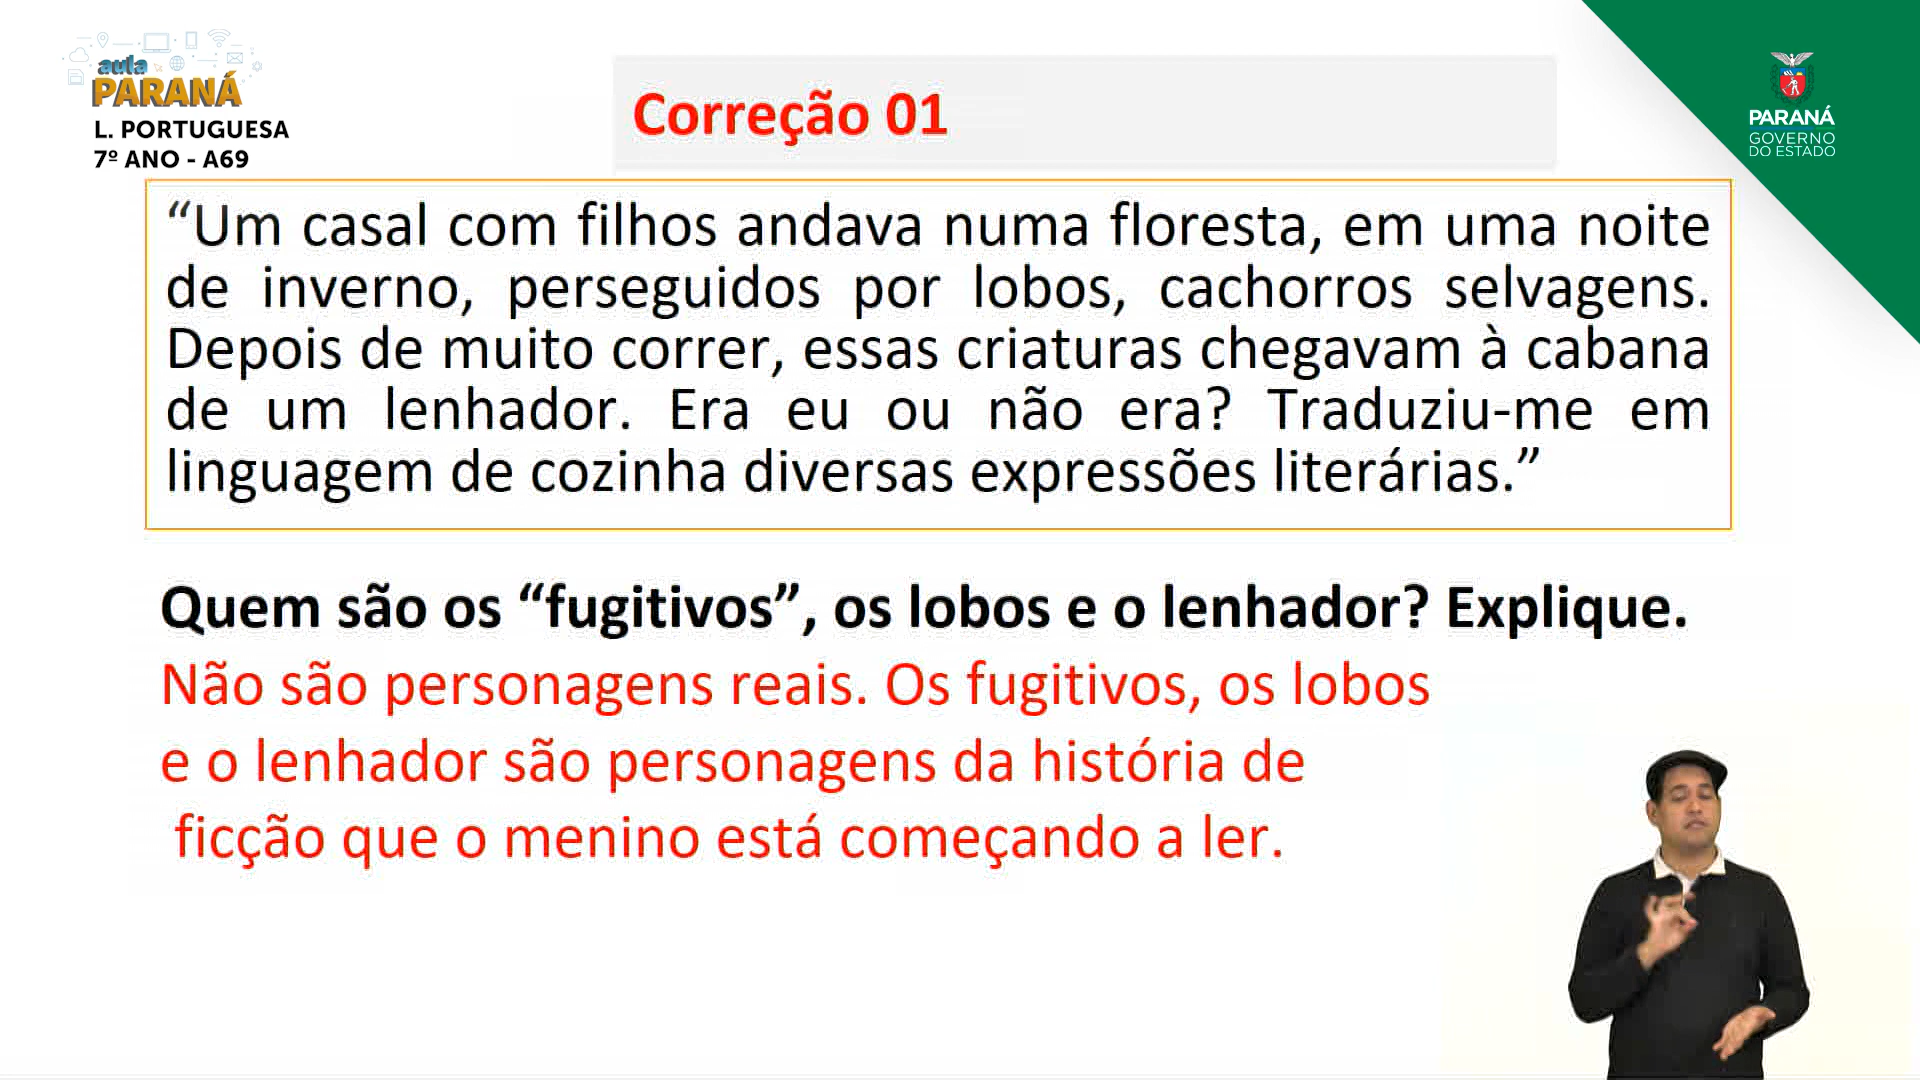 aula
PARANÁ
L. PORTUGUESA
7º ANO - A69
Correção 01
PARANÁ
GOVERNO
DO ESTADO
“Um casal com filhos andava numa floresta, em uma noite
de inverno, perseguidos por lobos, cachorros selvagens.
Depois de muito correr, essas criaturas chegavam à cabana
de um lenhador. Era eu ou não era? Traduziu-me em
linguagem de cozinha diversas expressões literárias.”
Quem são os “fugitivos”, os lobos e o lenhador? Explique.
Não são personagens reais. Os fugitivos, os lobos
e o lenhador são personagens da história de
ficção que o menino está começando a ler.